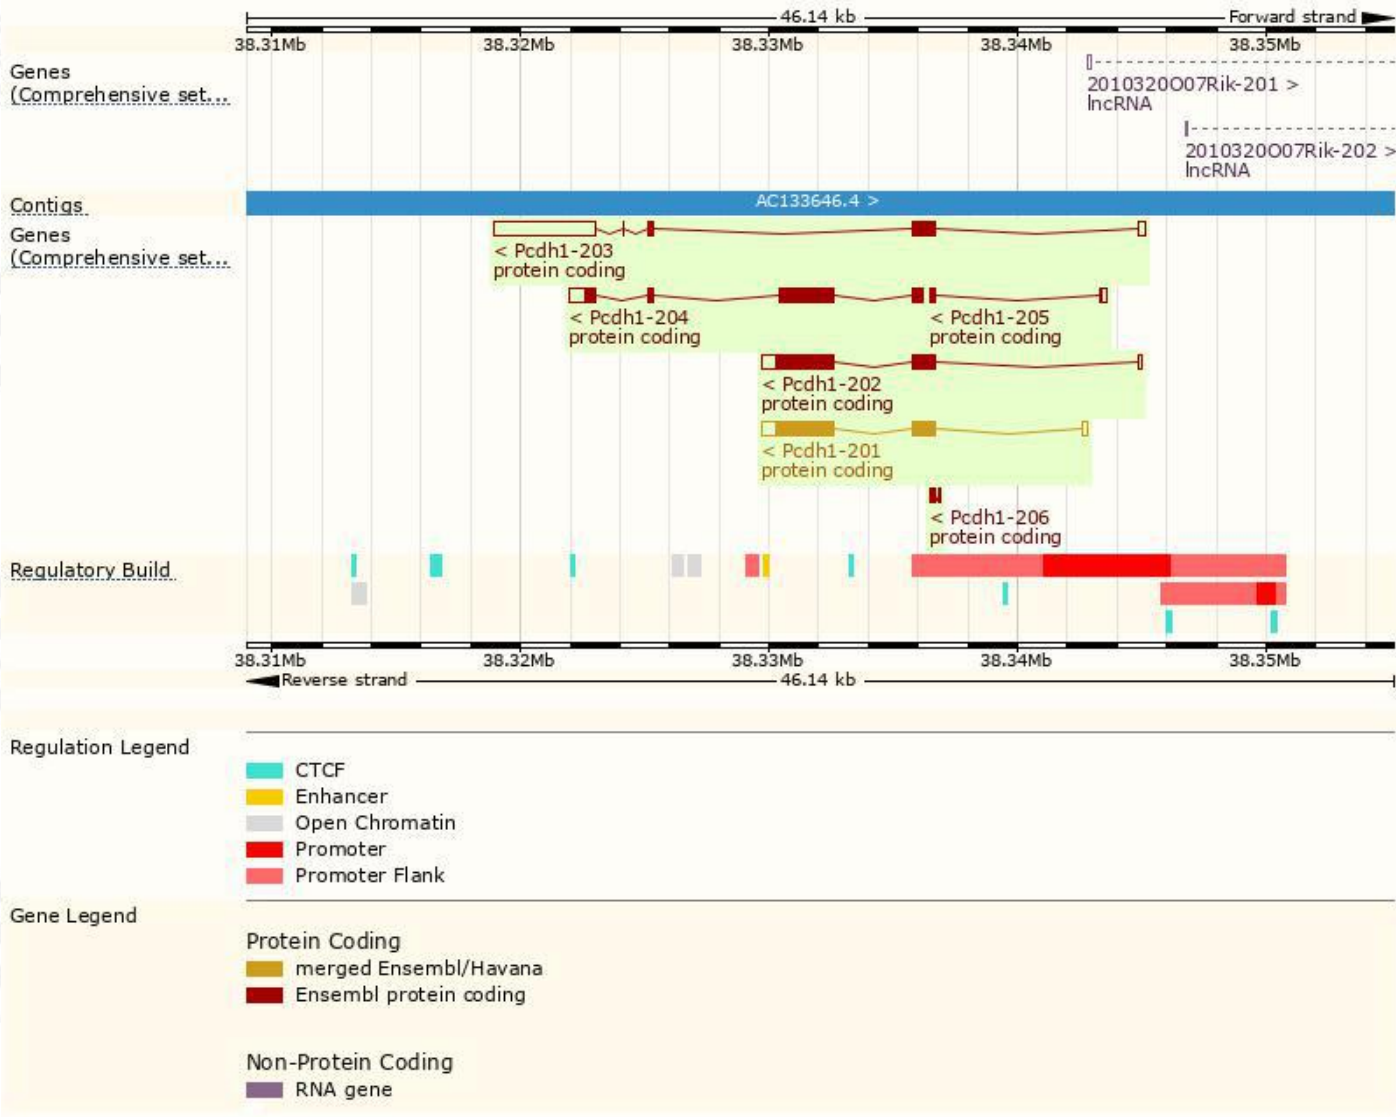 46.14 kb
Forward strand
38.31Mb 38.32Mb 38.33Mb 38.34Mb 38.35Mb
Genes
(Comprehensive set...
2010320O07Rik-201 >
lncRNA
2010320O07Rik-202 >
lncRNA
Contigs
AC133646.4 >
Genes
(Comprehensive set...
< Pcdh1-203
protein coding
< Pcdh1-204
protein coding
< Pcdh1-205
protein coding
< Pcdh1-202
protein coding
< Pcdh1-201
protein coding
< Pcdh1-206
protein coding
Regulatory Build
38.31Mb 38.32Mb 38.33Mb 38.34Mb 38.35Mb
Reverse strand
46.14 kb
Regulation Legend
CTCF
Enhancer
Open Chromatin
Promoter
Promoter Flank
Gene Legend
Protein Coding
merged Ensembl/Havana
Ensembl protein coding
Non-Protein Coding
RNA gene